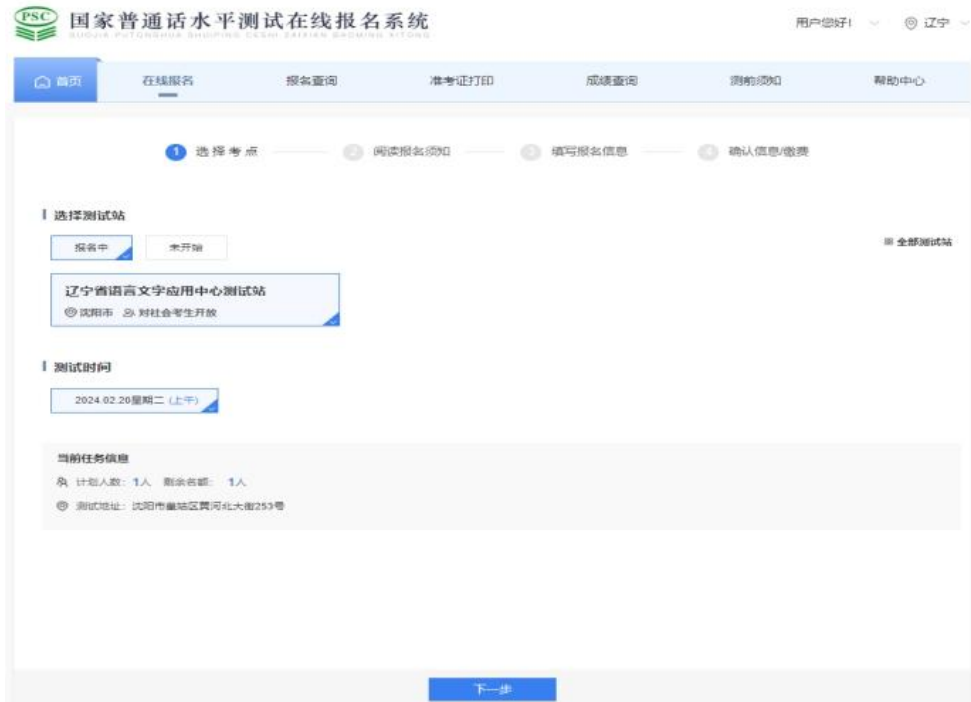 PSC 国家普通话水平测试在线报名系统
GUOJIA PUTONGHUA SHUIPING CESHI ZAIXIAN BAOMING XITONG
用户您好! 辽宁
首页 在线报名 报名查询 准考证打印 成绩查询 测前须知 帮助中心
1 选择考点 2 阅读报名须知 3 填写报名信息 4 确认信息/缴费
选择测试站
报名中 未开始 全部测试站
辽宁省语言文字应用中心测试站
沈阳市 对社会考生开放
测试时间
2024.02.20星期二 (上午)
当前任务信息
计划人数: 1人 剩余名额: 1人
测试地址: 沈阳市皇姑区黄河北大街253号
下一步